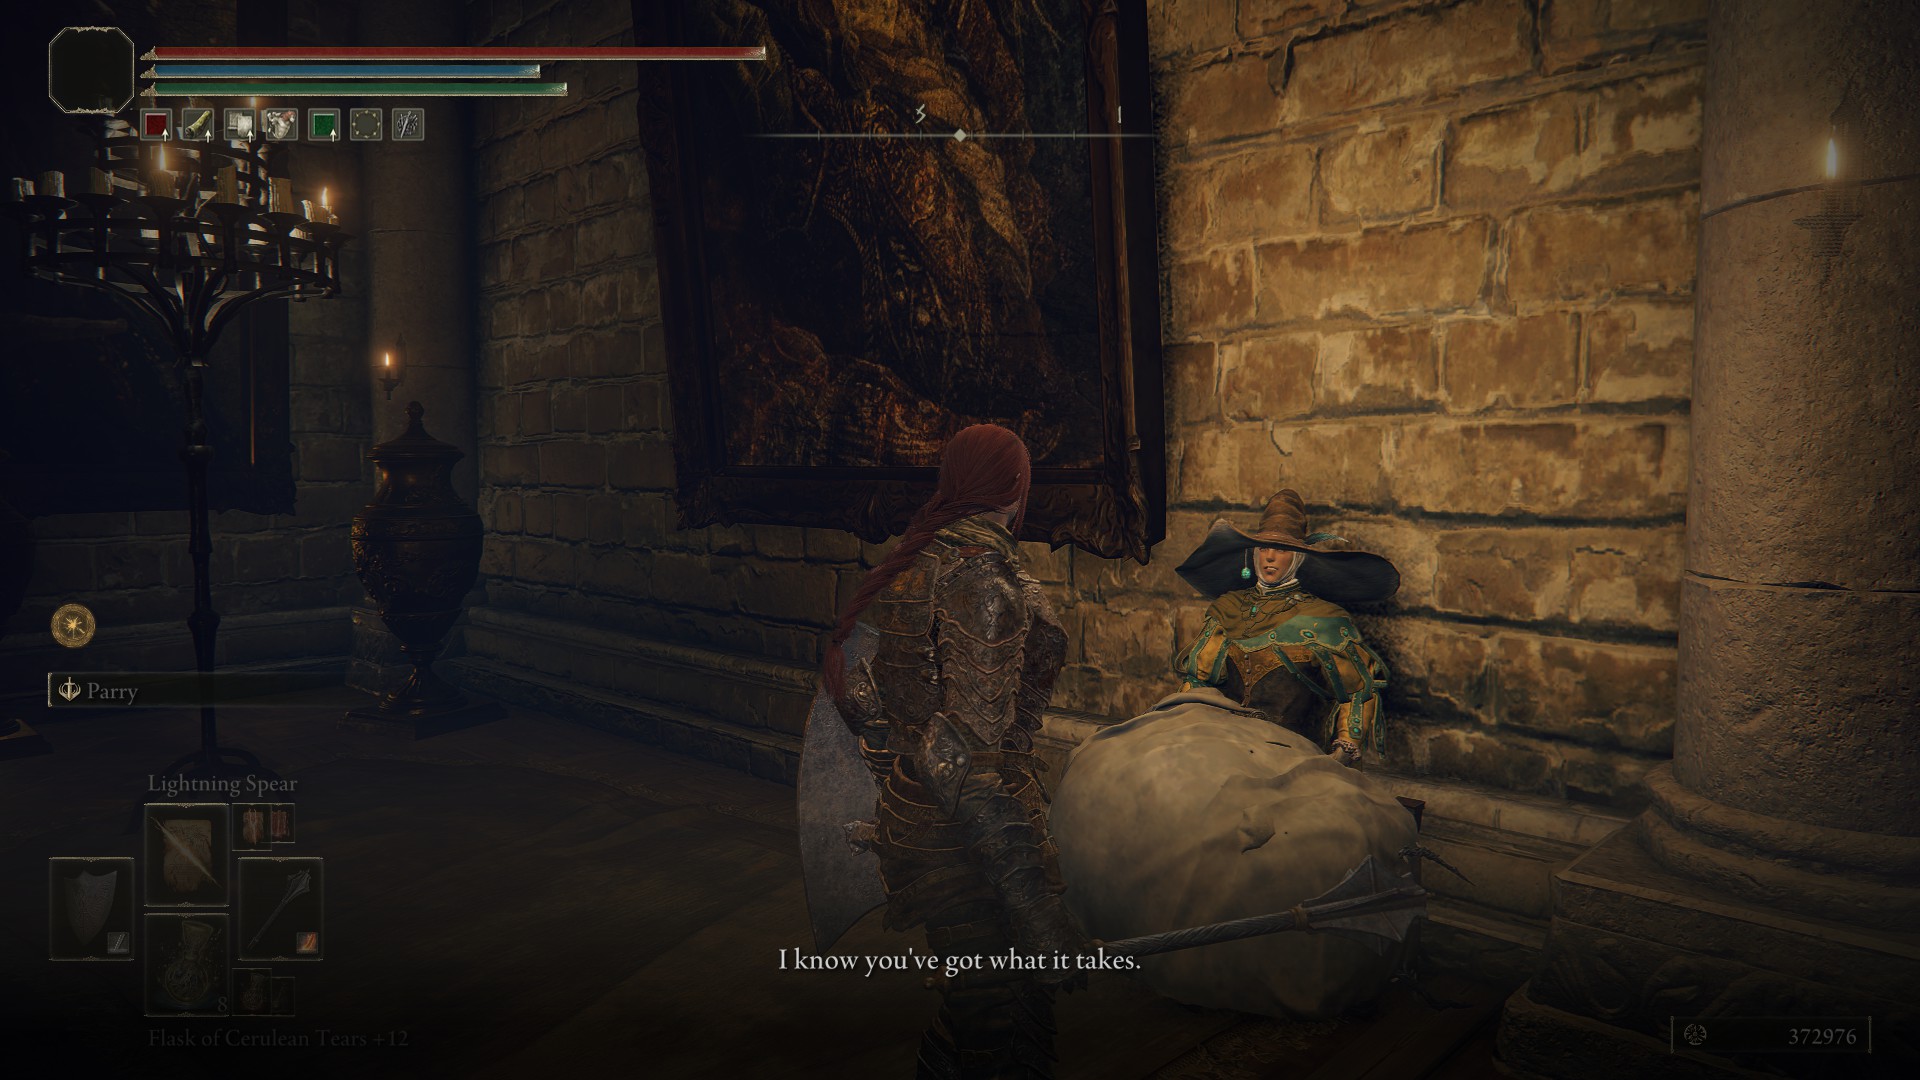 Parry
Lightning Spear
8
Flask of Cerulean Tears +12
I know you've got what it takes.
372976